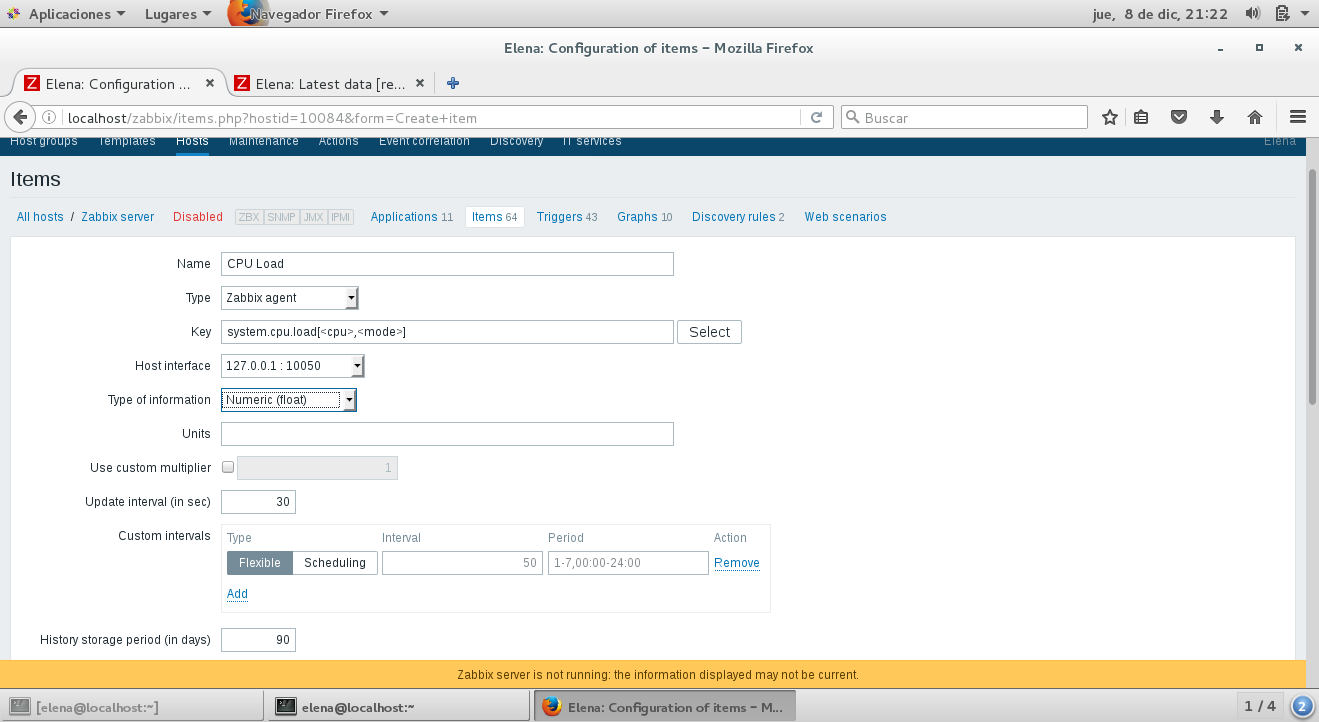 Aplicaciones Lugares Navegador Firefox jue, 8 de dic, 21:22
Elena: Configuration of items – Mozilla Firefox
Elena: Configuration ... Elena: Latest data [re...
localhost/zabbix/items.php?hostid=10084&form=Create+item Buscar
Host groups Templates Hosts Maintenance Actions Event correlation Discovery IT services Elena
Items
All hosts / Zabbix server Disabled ZBX SNMP JMX IPMI Applications 11 Items 64 Triggers 43 Graphs 10 Discovery rules 2 Web scenarios
Name CPU Load
Type Zabbix agent
Key system.cpu.load[<cpu>,<mode>] Select
Host interface 127.0.0.1 : 10050
Type of information Numeric (float)
Units
Use custom multiplier 1
Update interval (in sec) 30
Custom intervals Type Interval Period Action
Flexible Scheduling 50 1-7,00:00-24:00 Remove
Add
History storage period (in days) 90
Zabbix server is not running: the information displayed may not be current.
[elena@localhost:~] elena@localhost:~ Elena: Configuration of items – M... 1 / 4 2